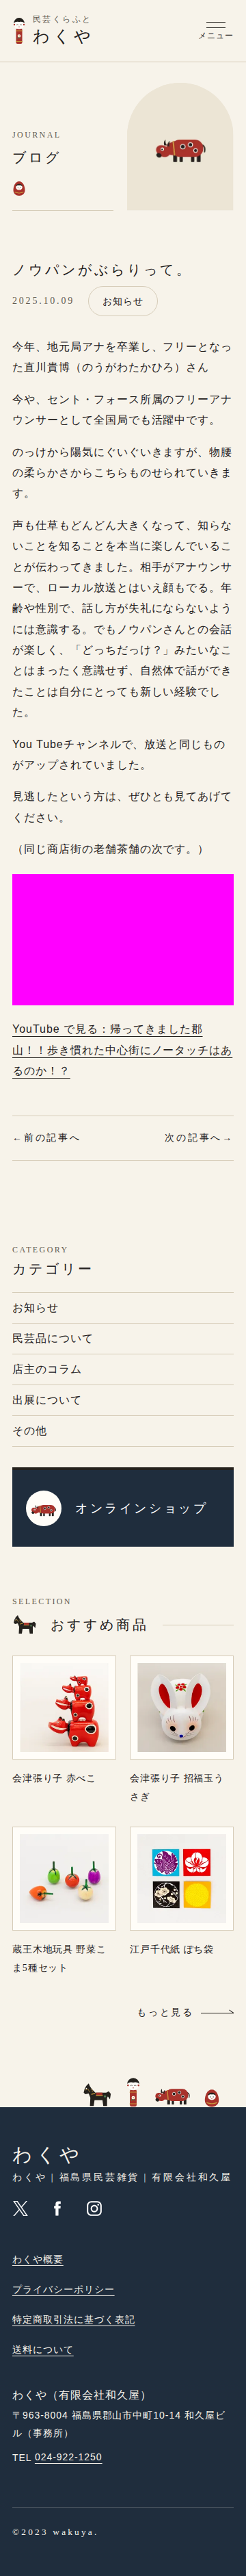 民芸くらふと
わくや
メニュー
JOURNAL
ブログ
ノウパンがぶらりって。
2025.10.09
お知らせ
今年、地元局アナを卒業し、フリーとなっ
た直川貴博（のうがわたかひろ）さん
今や、セント・フォース所属のフリーアナ
ウンサーとして全国局でも活躍中です。
のっけから陽気にぐいぐいきますが、物腰
の柔らかさからこちらものせられていきま
す。
声も仕草もどんどん大きくなって、知らな
いことを知ることを本当に楽しんでいるこ
とが伝わってきました。相手がアナウンサ
ーで、ローカル放送とはいえ顔もでる。年
齢や性別で、話し方が失礼にならないよう
には意識する。でもノウパンさんとの会話
が楽しく、「どっちだっけ？」みたいなこ
とはまったく意識せず、自然体で話ができ
たことは自分にとっても新しい経験でし
た。
You Tubeチャンネルで、放送と同じもの
がアップされていました。
見逃したという方は、ぜひとも見てあげて
ください。
（同じ商店街の老舗茶舗の次です。）
YouTube で見る：帰ってきました郡
山！！歩き慣れた中心街にノータッチはあ
るのか！？
←前の記事へ
次の記事へ→
CATEGORY
カテゴリー
お知らせ
民芸品について
店主のコラム
出展について
その他
オンラインショップ
SELECTION
おすすめ商品
会津張り子 赤べこ
会津張り子 招福玉う
さぎ
蔵王木地玩具 野菜こ
ま5種セット
江戸千代紙 ぽち袋
もっと見る
わくや
わくや｜福島県民芸雑貨｜有限会社和久屋
わくや概要
プライバシーポリシー
特定商取引法に基づく表記
送料について
わくや（有限会社和久屋）
〒963-8004 福島県郡山市中町10-14 和久屋ビ
ル（事務所）
TEL 024-922-1250
©2023 wakuya.